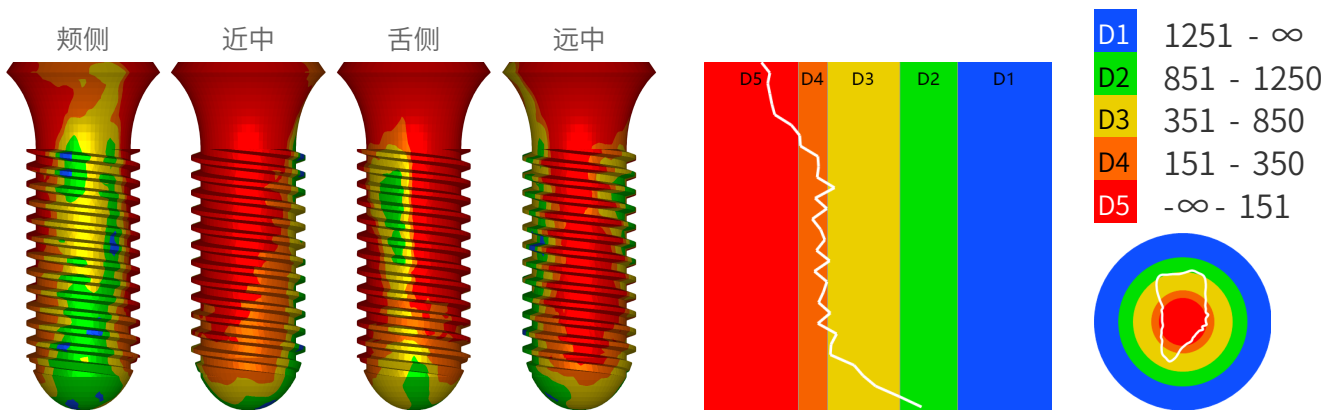 颊侧 近中 舌侧 远中
D5 D4 D3 D2 D1
D1 1251 - ∞
D2 851 - 1250
D3 351 - 850
D4 151 - 350
D5 -∞ - 151